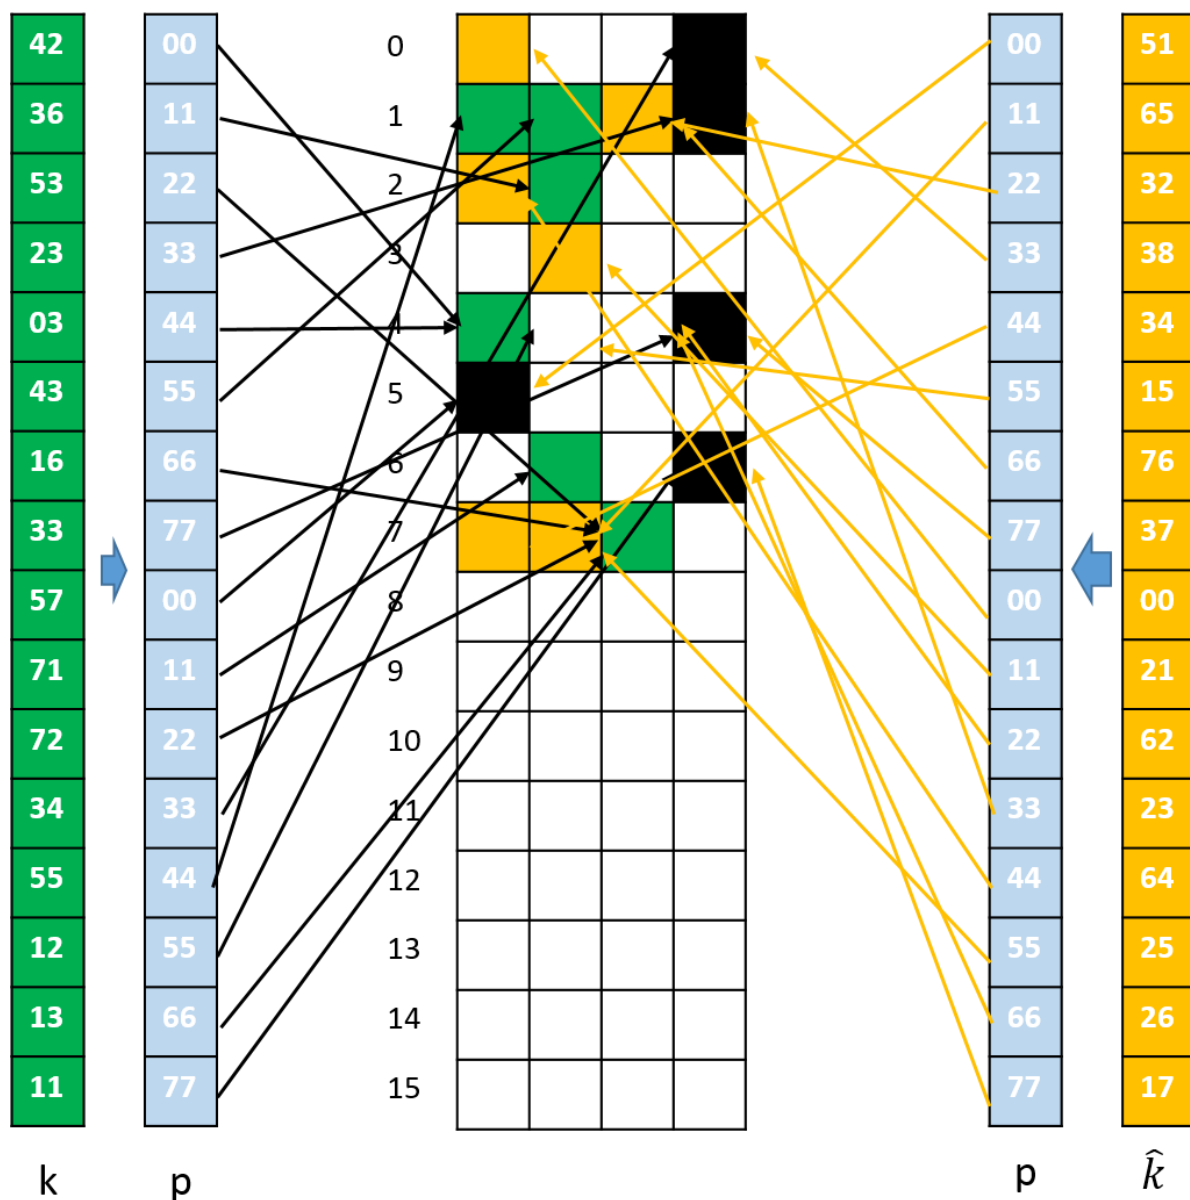 42 00 0 00 51
36 11 1 11 65
53 22 2 22 32
23 33 3 33 38
03 44 4 44 34
43 55 5 55 15
16 66 6 66 76
33 77 7 77 37
57 00 8 00 00
71 11 9 11 21
72 22 10 22 62
34 33 11 33 23
55 44 12 44 64
12 55 13 55 25
13 66 14 66 26
11 77 15 77 17
k p p k̂